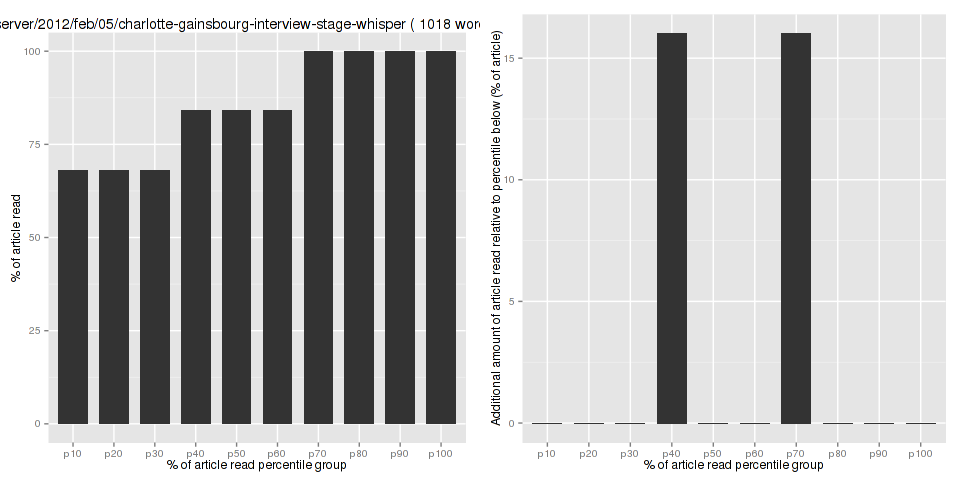 server/2012/feb/05/charlotte-gainsbourg-interview-stage-whisper ( 1018 wor
% of article read
100
75
50
25
0
p10 p20 p30 p40 p50 p60 p70 p80 p90 p100
% of article read percentile group
Additional amount of article read relative to percentile below (% of article)
15
10
5
0
p10 p20 p30 p40 p50 p60 p70 p80 p90 p100
% of article read percentile group